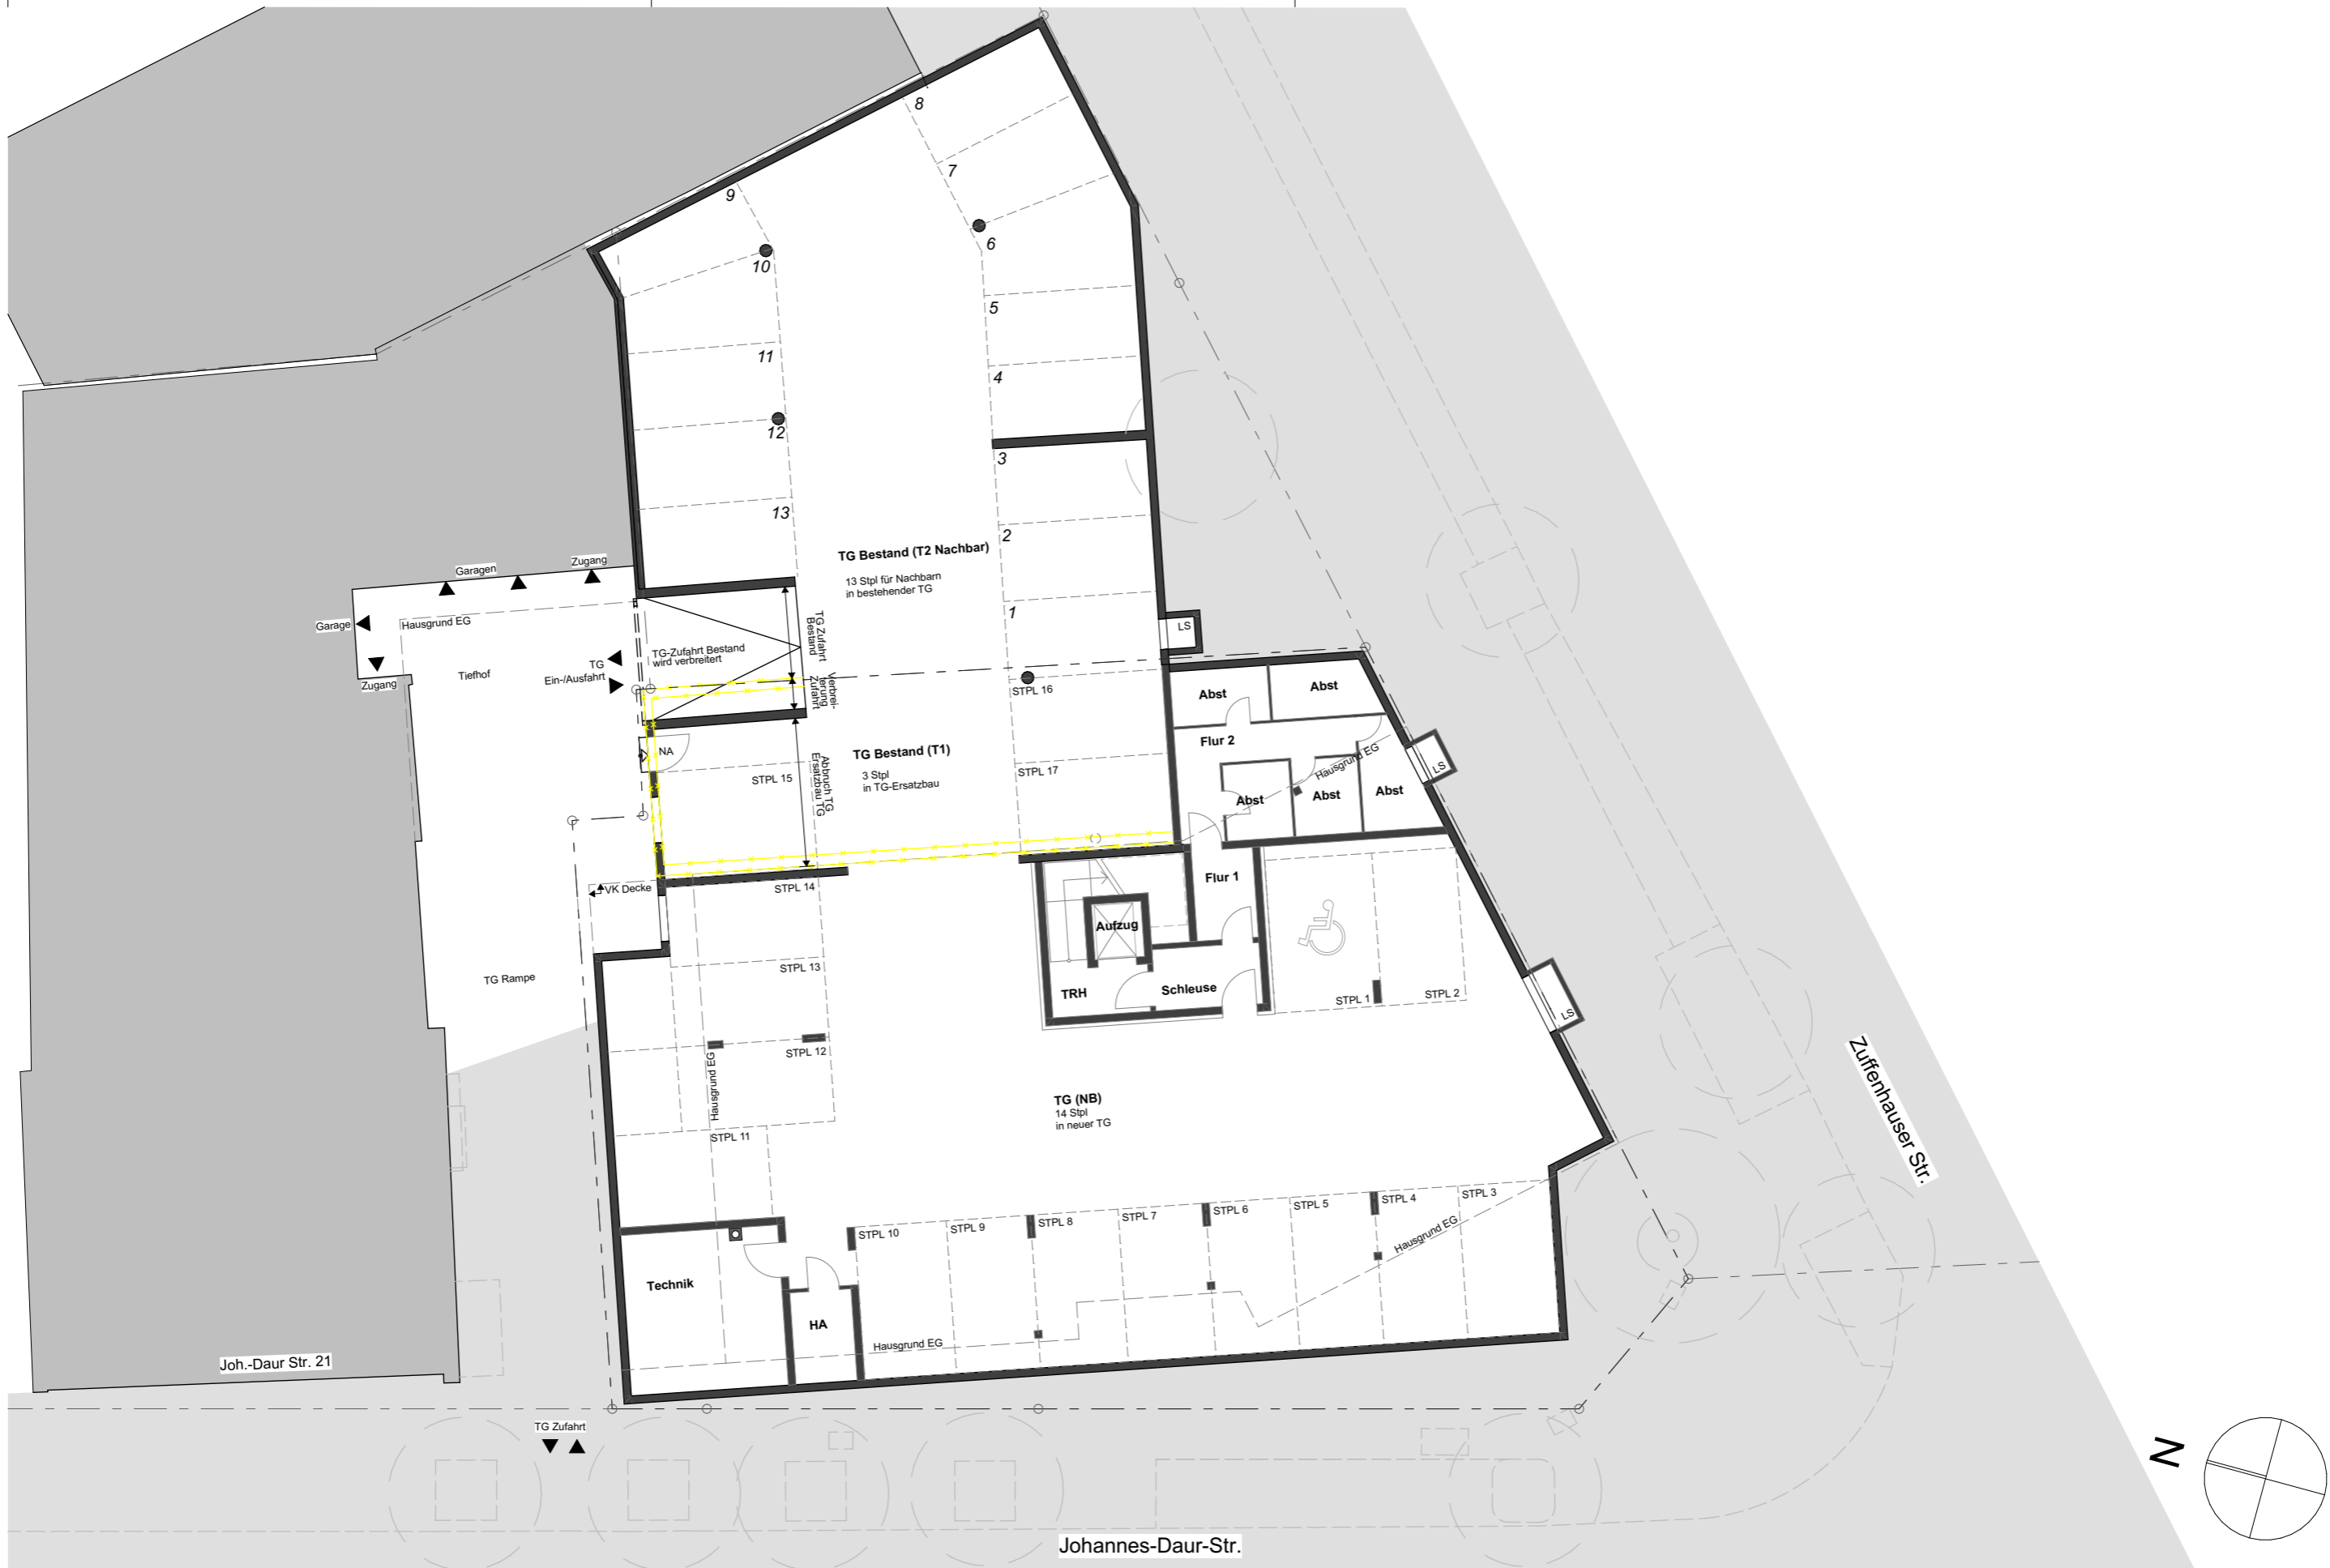 8
7
9
6
10
5
11
4
12
3
13
2
TG Bestand (T2 Nachbar)
13 Stpl für Nachbarn
in bestehender TG
1
Zugang
Garagen
Garage
Hausgrund EG
Tiefhof
Zugang
TG
Ein-/Ausfahrt
TG-Zufahrt Bestand
wird verbreitert
TG Zufahrt
Bestand
Verbrei-
terung
Zufahrt
LS
STPL 16
Abst
Abst
Flur 2
Hausgrund EG
LS
NA
STPL 15
Abbruch TG
Ersatzbau TG
TG Bestand (T1)
3 Stpl
in TG-Ersatzbau
STPL 17
Abst
Abst
Abst
VK Decke
STPL 14
Flur 1
Aufzug
STPL 13
TG Rampe
TRH
Schleuse
STPL 1
STPL 2
LS
STPL 12
Hausgrund EG
STPL 11
TG (NB)
14 Stpl
in neuer TG
Zuffenhauser Str.
STPL 10
STPL 9
STPL 8
STPL 7
STPL 6
STPL 5
STPL 4
STPL 3
Hausgrund EG
Technik
HA
Hausgrund EG
Joh.-Daur Str. 21
TG Zufahrt
Johannes-Daur-Str.
N